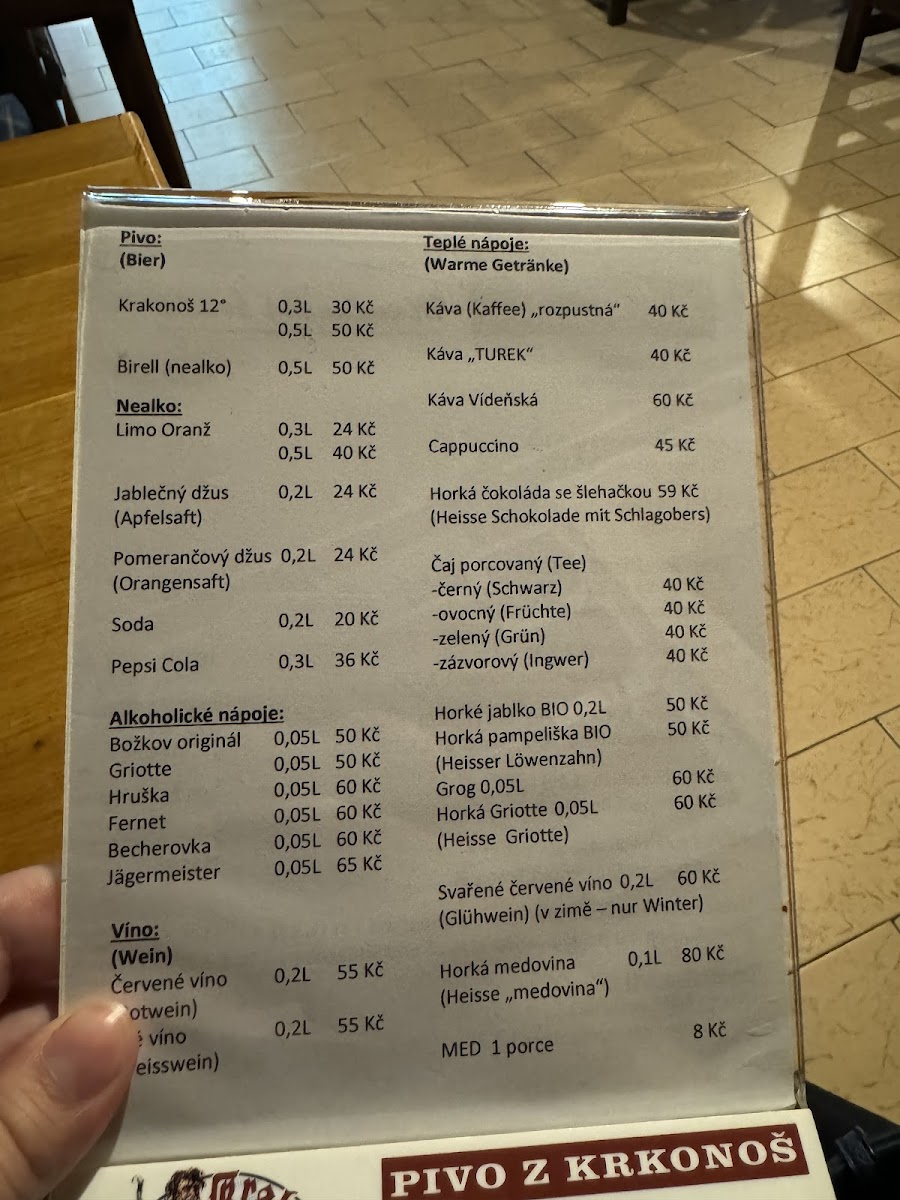 Pivo:
(Bier)
Krakonoš 12° 0,3L 30 Kč
0,5L 50 Kč
Birell (nealko) 0,5L 50 Kč
Nealko:
Limo Oranž 0,3L 24 Kč
0,5L 40 Kč
Jablečný džus 0,2L 24 Kč
(Apfelsaft)
Pomerančový džus 0,2L 24 Kč
(Orangensaft)
Soda 0,2L 20 Kč
Pepsi Cola 0,3L 36 Kč
Alkoholické nápoje:
Božkov originál 0,05L 50 Kč
Griotte 0,05L 50 Kč
Hruška 0,05L 60 Kč
Fernet 0,05L 60 Kč
Becherovka 0,05L 60 Kč
Jägermeister 0,05L 65 Kč
Víno:
(Wein)
Červené víno 0,2L 55 Kč
otwein)
é víno 0,2L 55 Kč
eisswein)
Teplé nápoje:
(Warme Getränke)
Káva (Kaffee) „rozpustná“ 40 Kč
Káva „TUREK“ 40 Kč
Káva Vídeňská 60 Kč
Cappuccino 45 Kč
Horká čokoláda se šlehačkou 59 Kč
(Heisse Schokolade mit Schlagobers)
Čaj porcovaný (Tee)
-černý (Schwarz) 40 Kč
-ovocný (Früchte) 40 Kč
-zelený (Grün) 40 Kč
-zázvorový (Ingwer) 40 Kč
Horké jablko BIO 0,2L 50 Kč
Horká pampeliška BIO 50 Kč
(Heisser Löwenzahn)
Grog 0,05L 60 Kč
Horká Griotte 0,05L 60 Kč
(Heisse Griotte)
Svařené červené víno 0,2L 60 Kč
(Glühwein) (v zimě – nur Winter)
Horká medovina 0,1L 80 Kč
(Heisse „medovina“)
MED 1 porce 8 Kč
PIVO Z KRKONOŠ